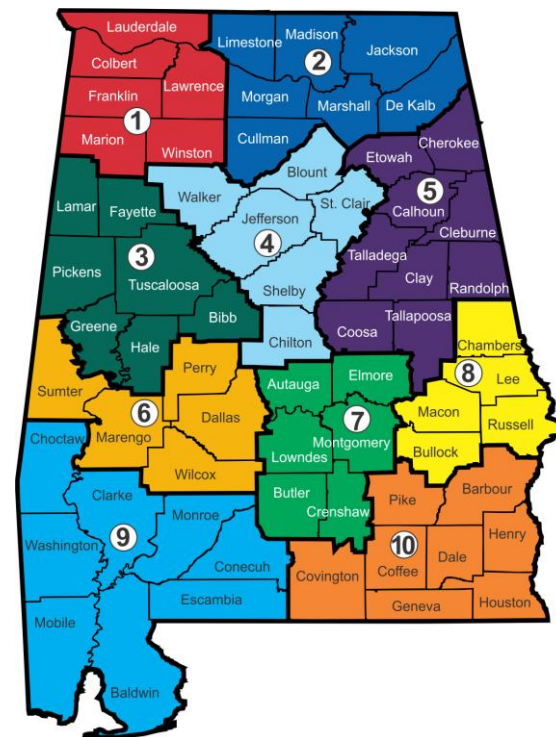 Lauderdale
Limestone
Madison
Jackson
Colbert
Lawrence
2
Franklin
Morgan
Marshall
De Kalb
1
Marion
Winston
Cullman
Cherokee
Etowah
Blount
Walker
St. Clair
5
Calhoun
Lamar
Fayette
Jefferson
4
Cleburne
3
Talladega
Pickens
Tuscaloosa
Clay
Randolph
Shelby
Greene
Bibb
Coosa
Tallapoosa
Hale
Chilton
Chambers
Perry
Sumter
Autauga
Elmore
8
Lee
6
Dallas
7
Macon
Marengo
Montgomery
Russell
Choctaw
Lowndes
Bullock
Wilcox
Clarke
Butler
Crenshaw
Pike
Barbour
Monroe
9
Washington
10
Henry
Conecuh
Covington
Coffee
Dale
Escambia
Geneva
Houston
Mobile
Baldwin